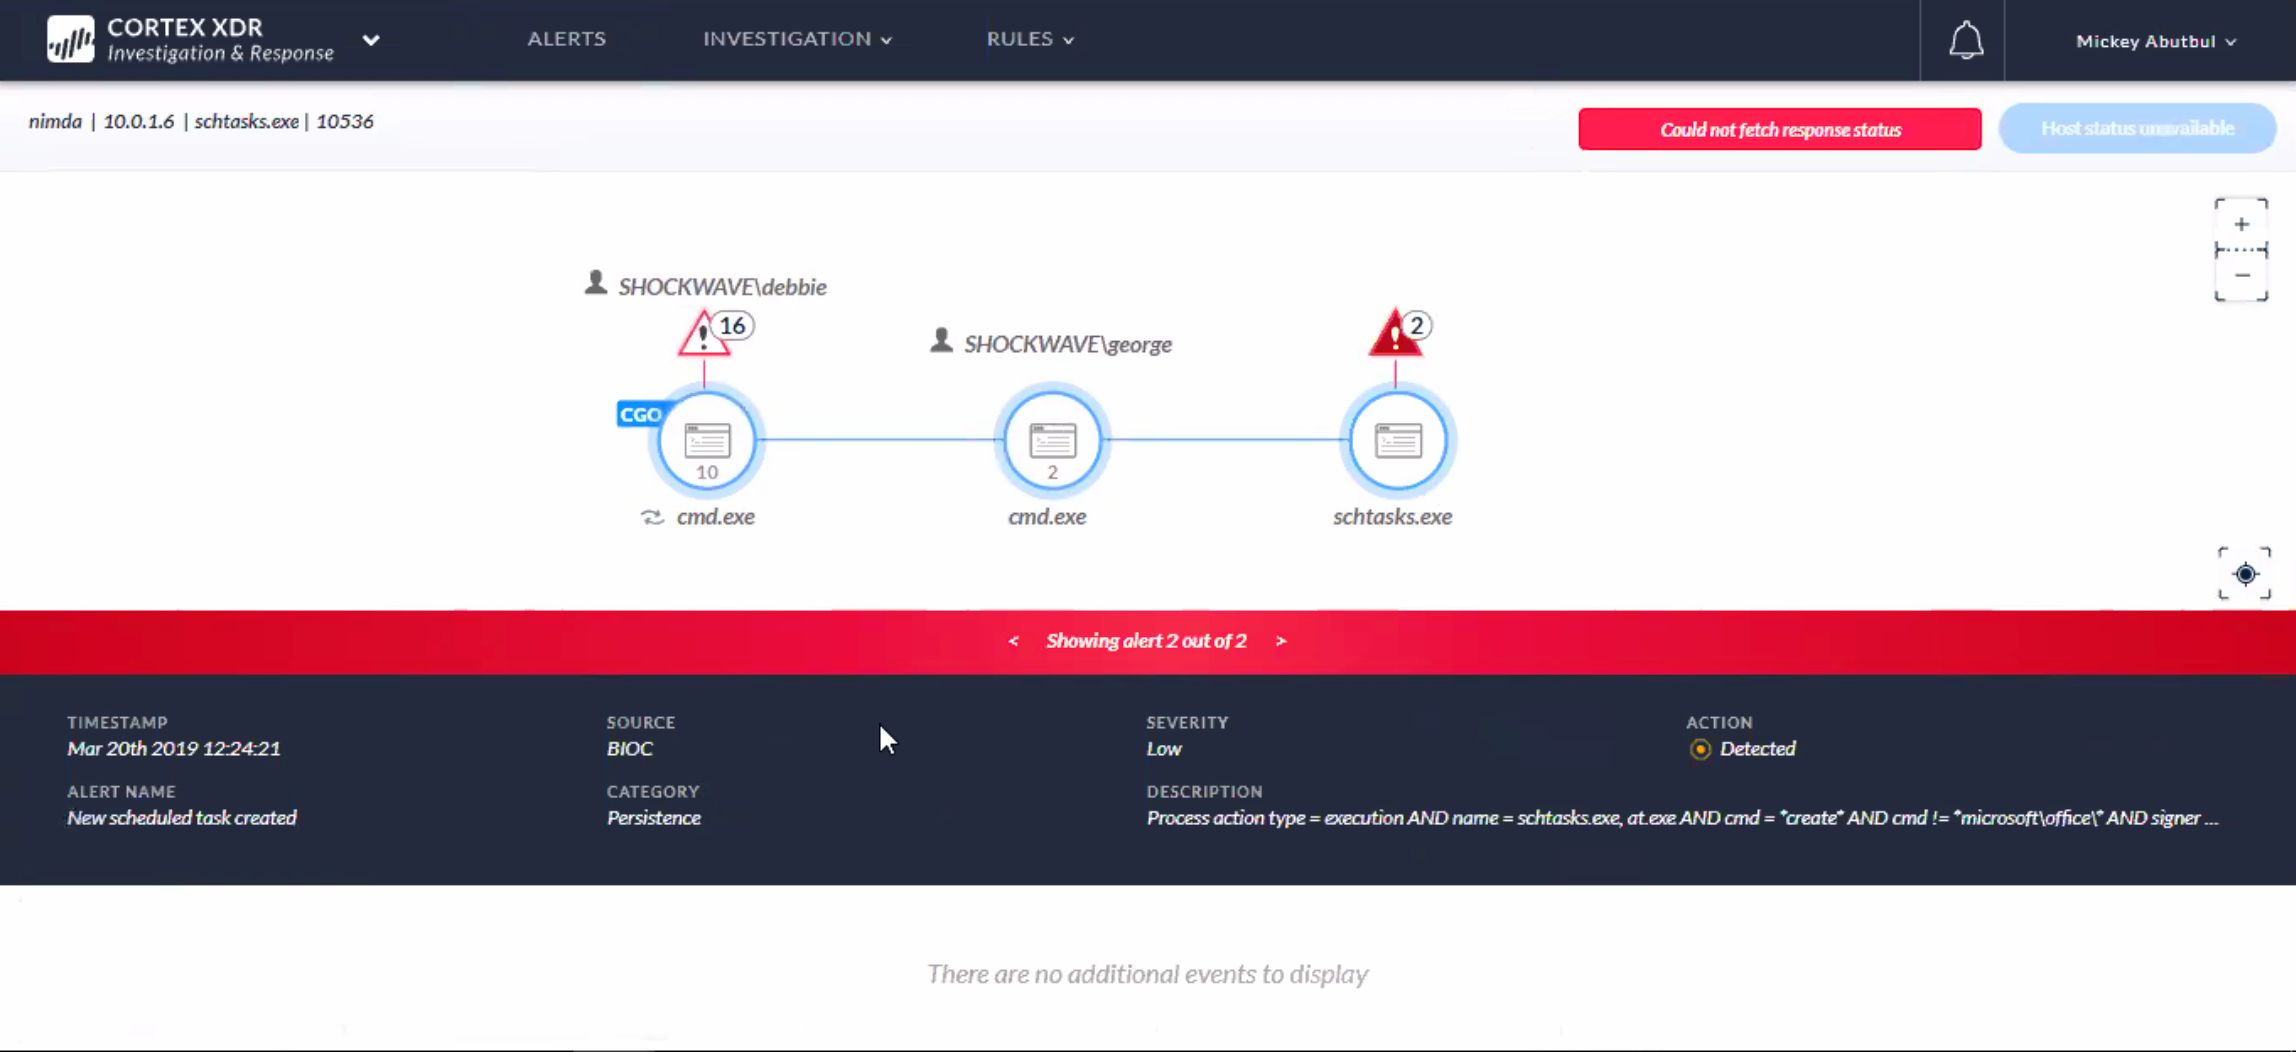 CORTEX XDR
Investigation & Response
ALERTS
INVESTIGATION
RULES
Mickey Abutbul
nimda | 10.0.1.6 | schtasks.exe | 10536
Could not fetch response status
Host status unavailable
+
−
SHOCKWAVE\debbie
16
SHOCKWAVE\george
2
CGO
10
2
cmd.exe
cmd.exe
schtasks.exe
< Showing alert 2 out of 2 >
TIMESTAMP
Mar 20th 2019 12:24:21
SOURCE
BIOC
SEVERITY
Low
ACTION
Detected
ALERT NAME
New scheduled task created
CATEGORY
Persistence
DESCRIPTION
Process action type = execution AND name = schtasks.exe, at.exe AND cmd = *create* AND cmd != *microsoft\office\* AND signer ...
There are no additional events to display